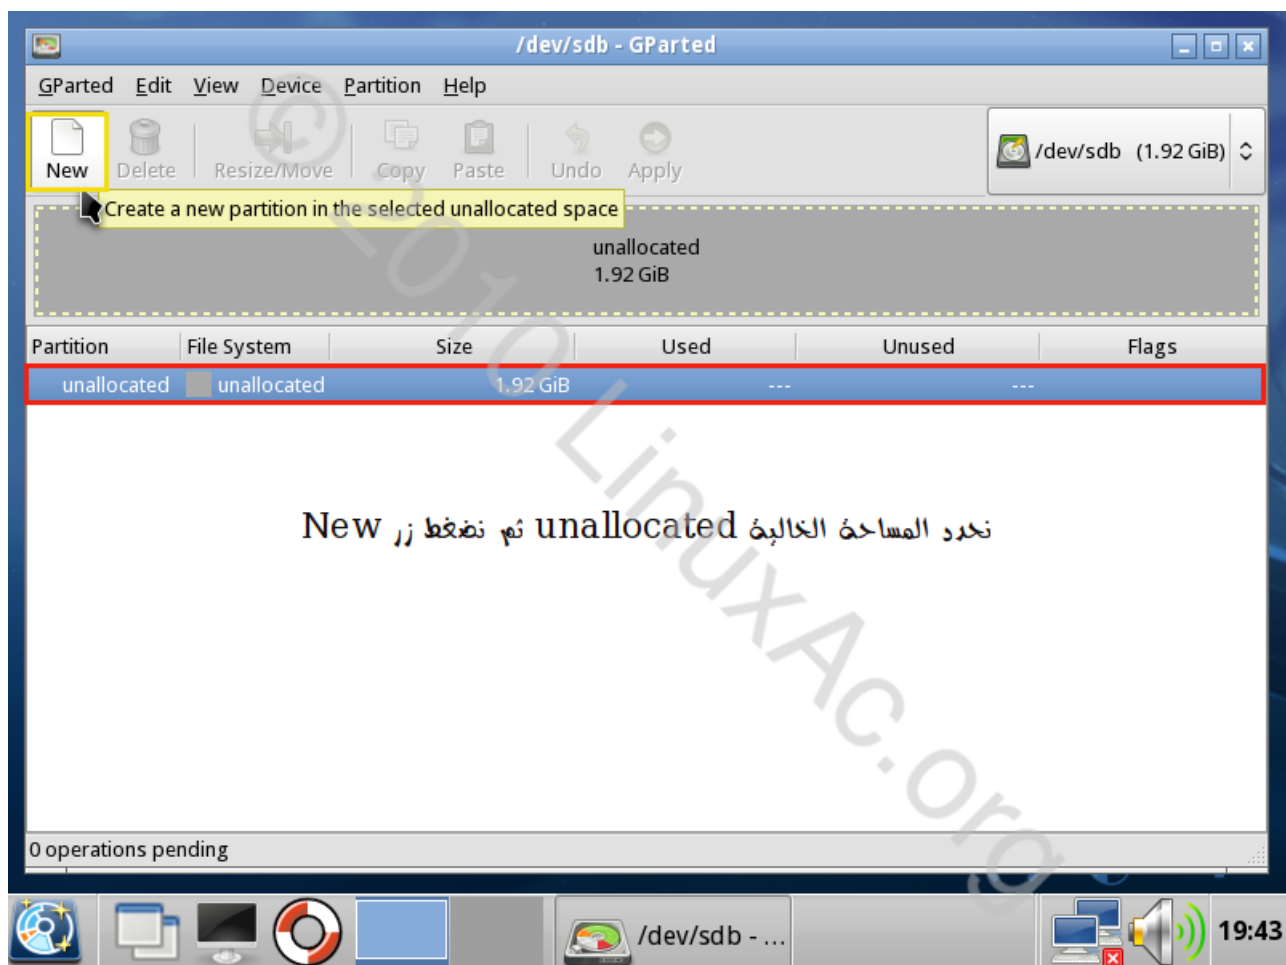 /dev/sdb - GParted
GParted Edit View Device Partition Help
New Delete Resize/Move Copy Paste Undo Apply /dev/sdb (1.92 GiB)
Create a new partition in the selected unallocated space
unallocated
1.92 GiB
Partition File System Size Used Unused Flags
unallocated unallocated 1.92 GiB --- ---
نحدد المساحة الخالية unallocated ثم نضغط زر New
© 2010 LinuxAc.org
0 operations pending
/dev/sdb - ... 19:43